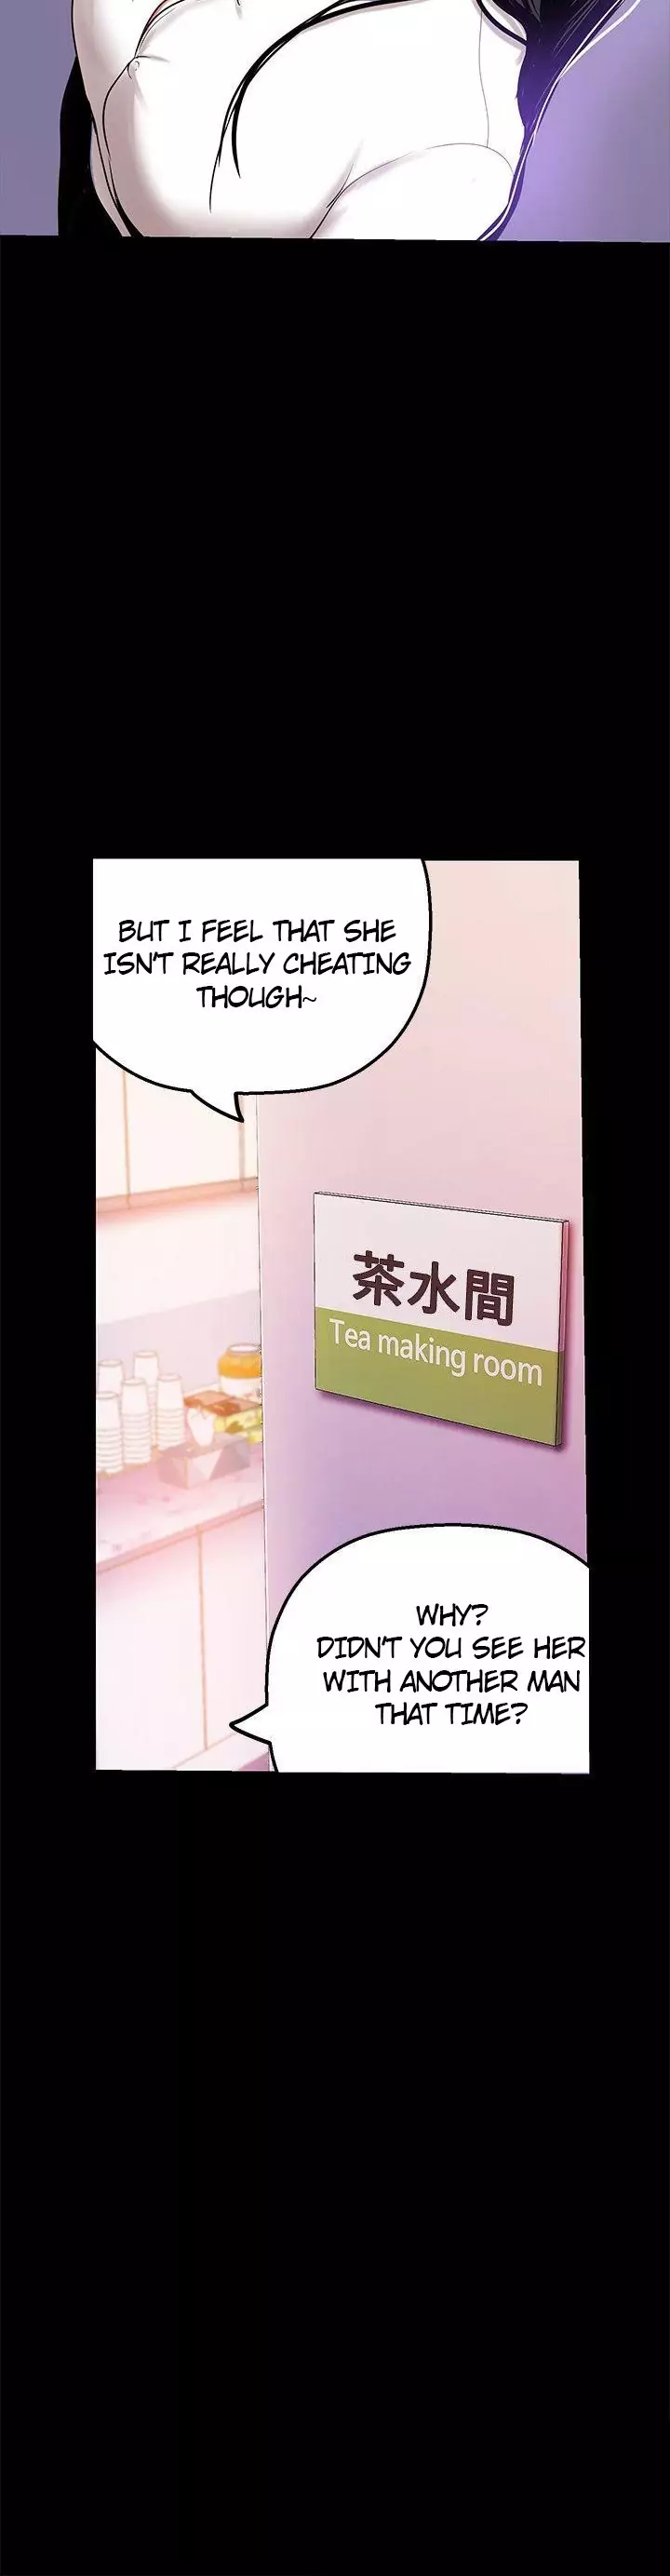 BUT I FEEL THAT SHE
ISN'T REALLY CHEATING
THOUGH~
茶水間
Tea making room
WHY?
DIDN'T YOU SEE HER
WITH ANOTHER MAN
THAT TIME?